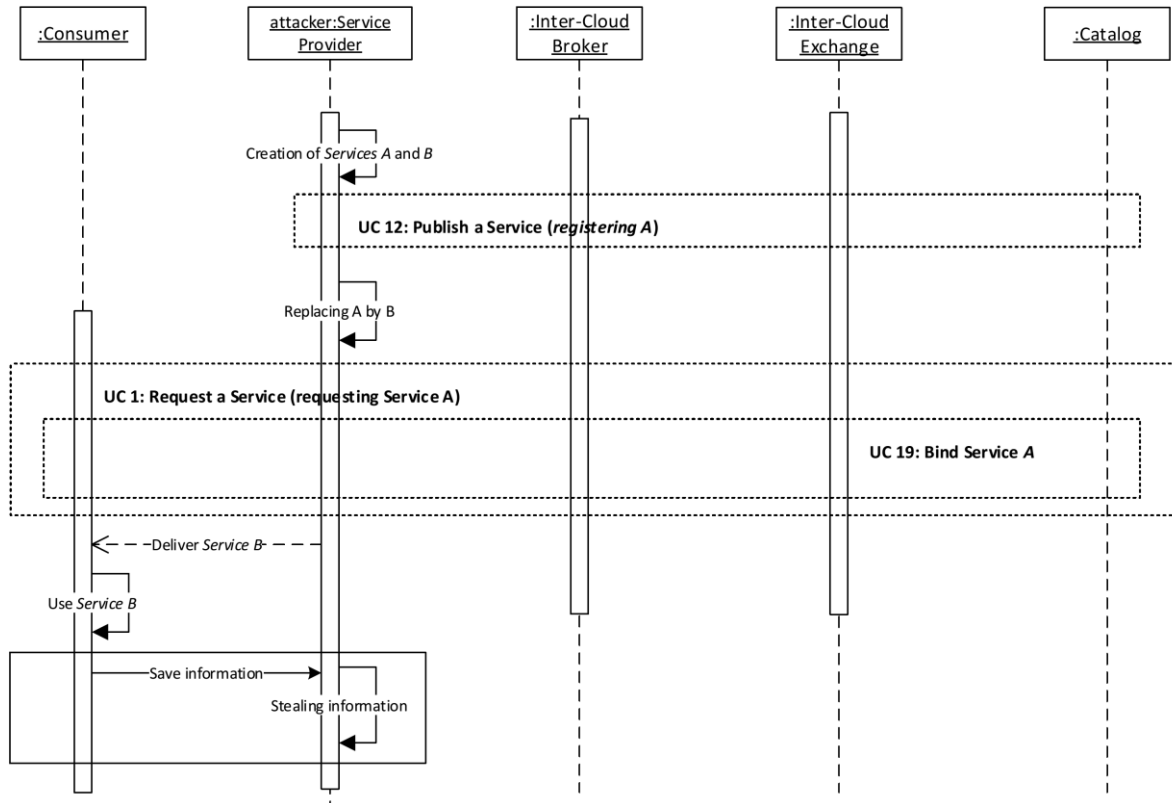 :Consumer
attacker:Service
Provider
:Inter-Cloud
Broker
:Inter-Cloud
Exchange
:Catalog
Creation of Services A and B
UC 12: Publish a Service (registering A)
Replacing A by B
UC 1: Request a Service (requesting Service A)
UC 19: Bind Service A
Deliver Service B
Use Service B
Save information
Stealing information